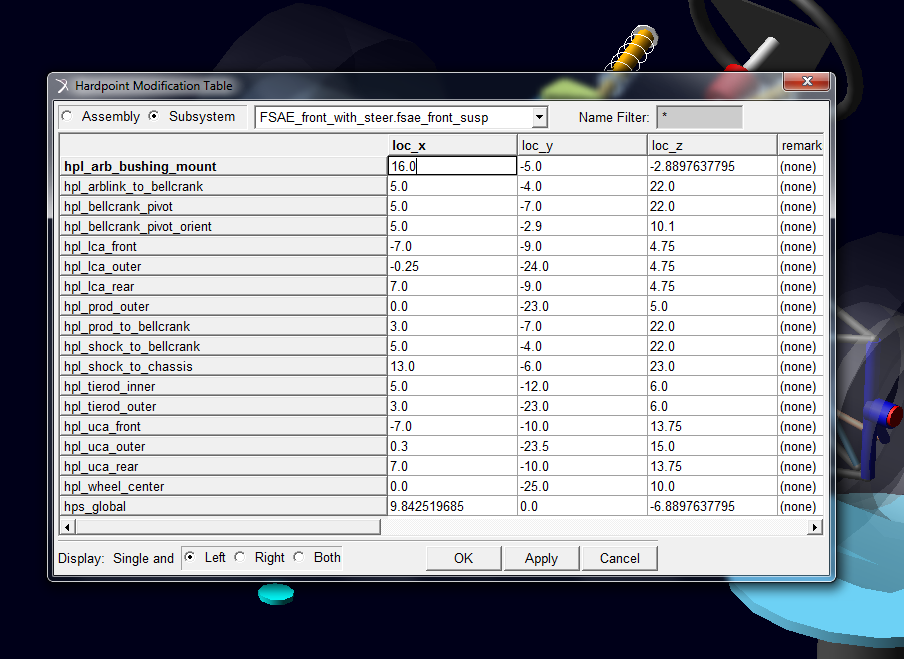 Hardpoint Modification Table
Assembly Subsystem FSAE_front_with_steer.fsae_front_susp Name Filter: *
loc_x loc_y loc_z remark
hpl_arb_bushing_mount 16.0 -5.0 -2.8897637795 (none)
hpl_arblink_to_bellcrank 5.0 -4.0 22.0 (none)
hpl_bellcrank_pivot 5.0 -7.0 22.0 (none)
hpl_bellcrank_pivot_orient 5.0 -2.9 10.1 (none)
hpl_lca_front -7.0 -9.0 4.75 (none)
hpl_lca_outer -0.25 -24.0 4.75 (none)
hpl_lca_rear 7.0 -9.0 4.75 (none)
hpl_prod_outer 0.0 -23.0 5.0 (none)
hpl_prod_to_bellcrank 3.0 -7.0 22.0 (none)
hpl_shock_to_bellcrank 5.0 -4.0 22.0 (none)
hpl_shock_to_chassis 13.0 -6.0 23.0 (none)
hpl_tierod_inner 5.0 -12.0 6.0 (none)
hpl_tierod_outer 3.0 -23.0 6.0 (none)
hpl_uca_front -7.0 -10.0 13.75 (none)
hpl_uca_outer 0.3 -23.5 15.0 (none)
hpl_uca_rear 7.0 -10.0 13.75 (none)
hpl_wheel_center 0.0 -25.0 10.0 (none)
hps_global 9.842519685 0.0 -6.8897637795 (none)
Display: Single and Left Right Both OK Apply Cancel